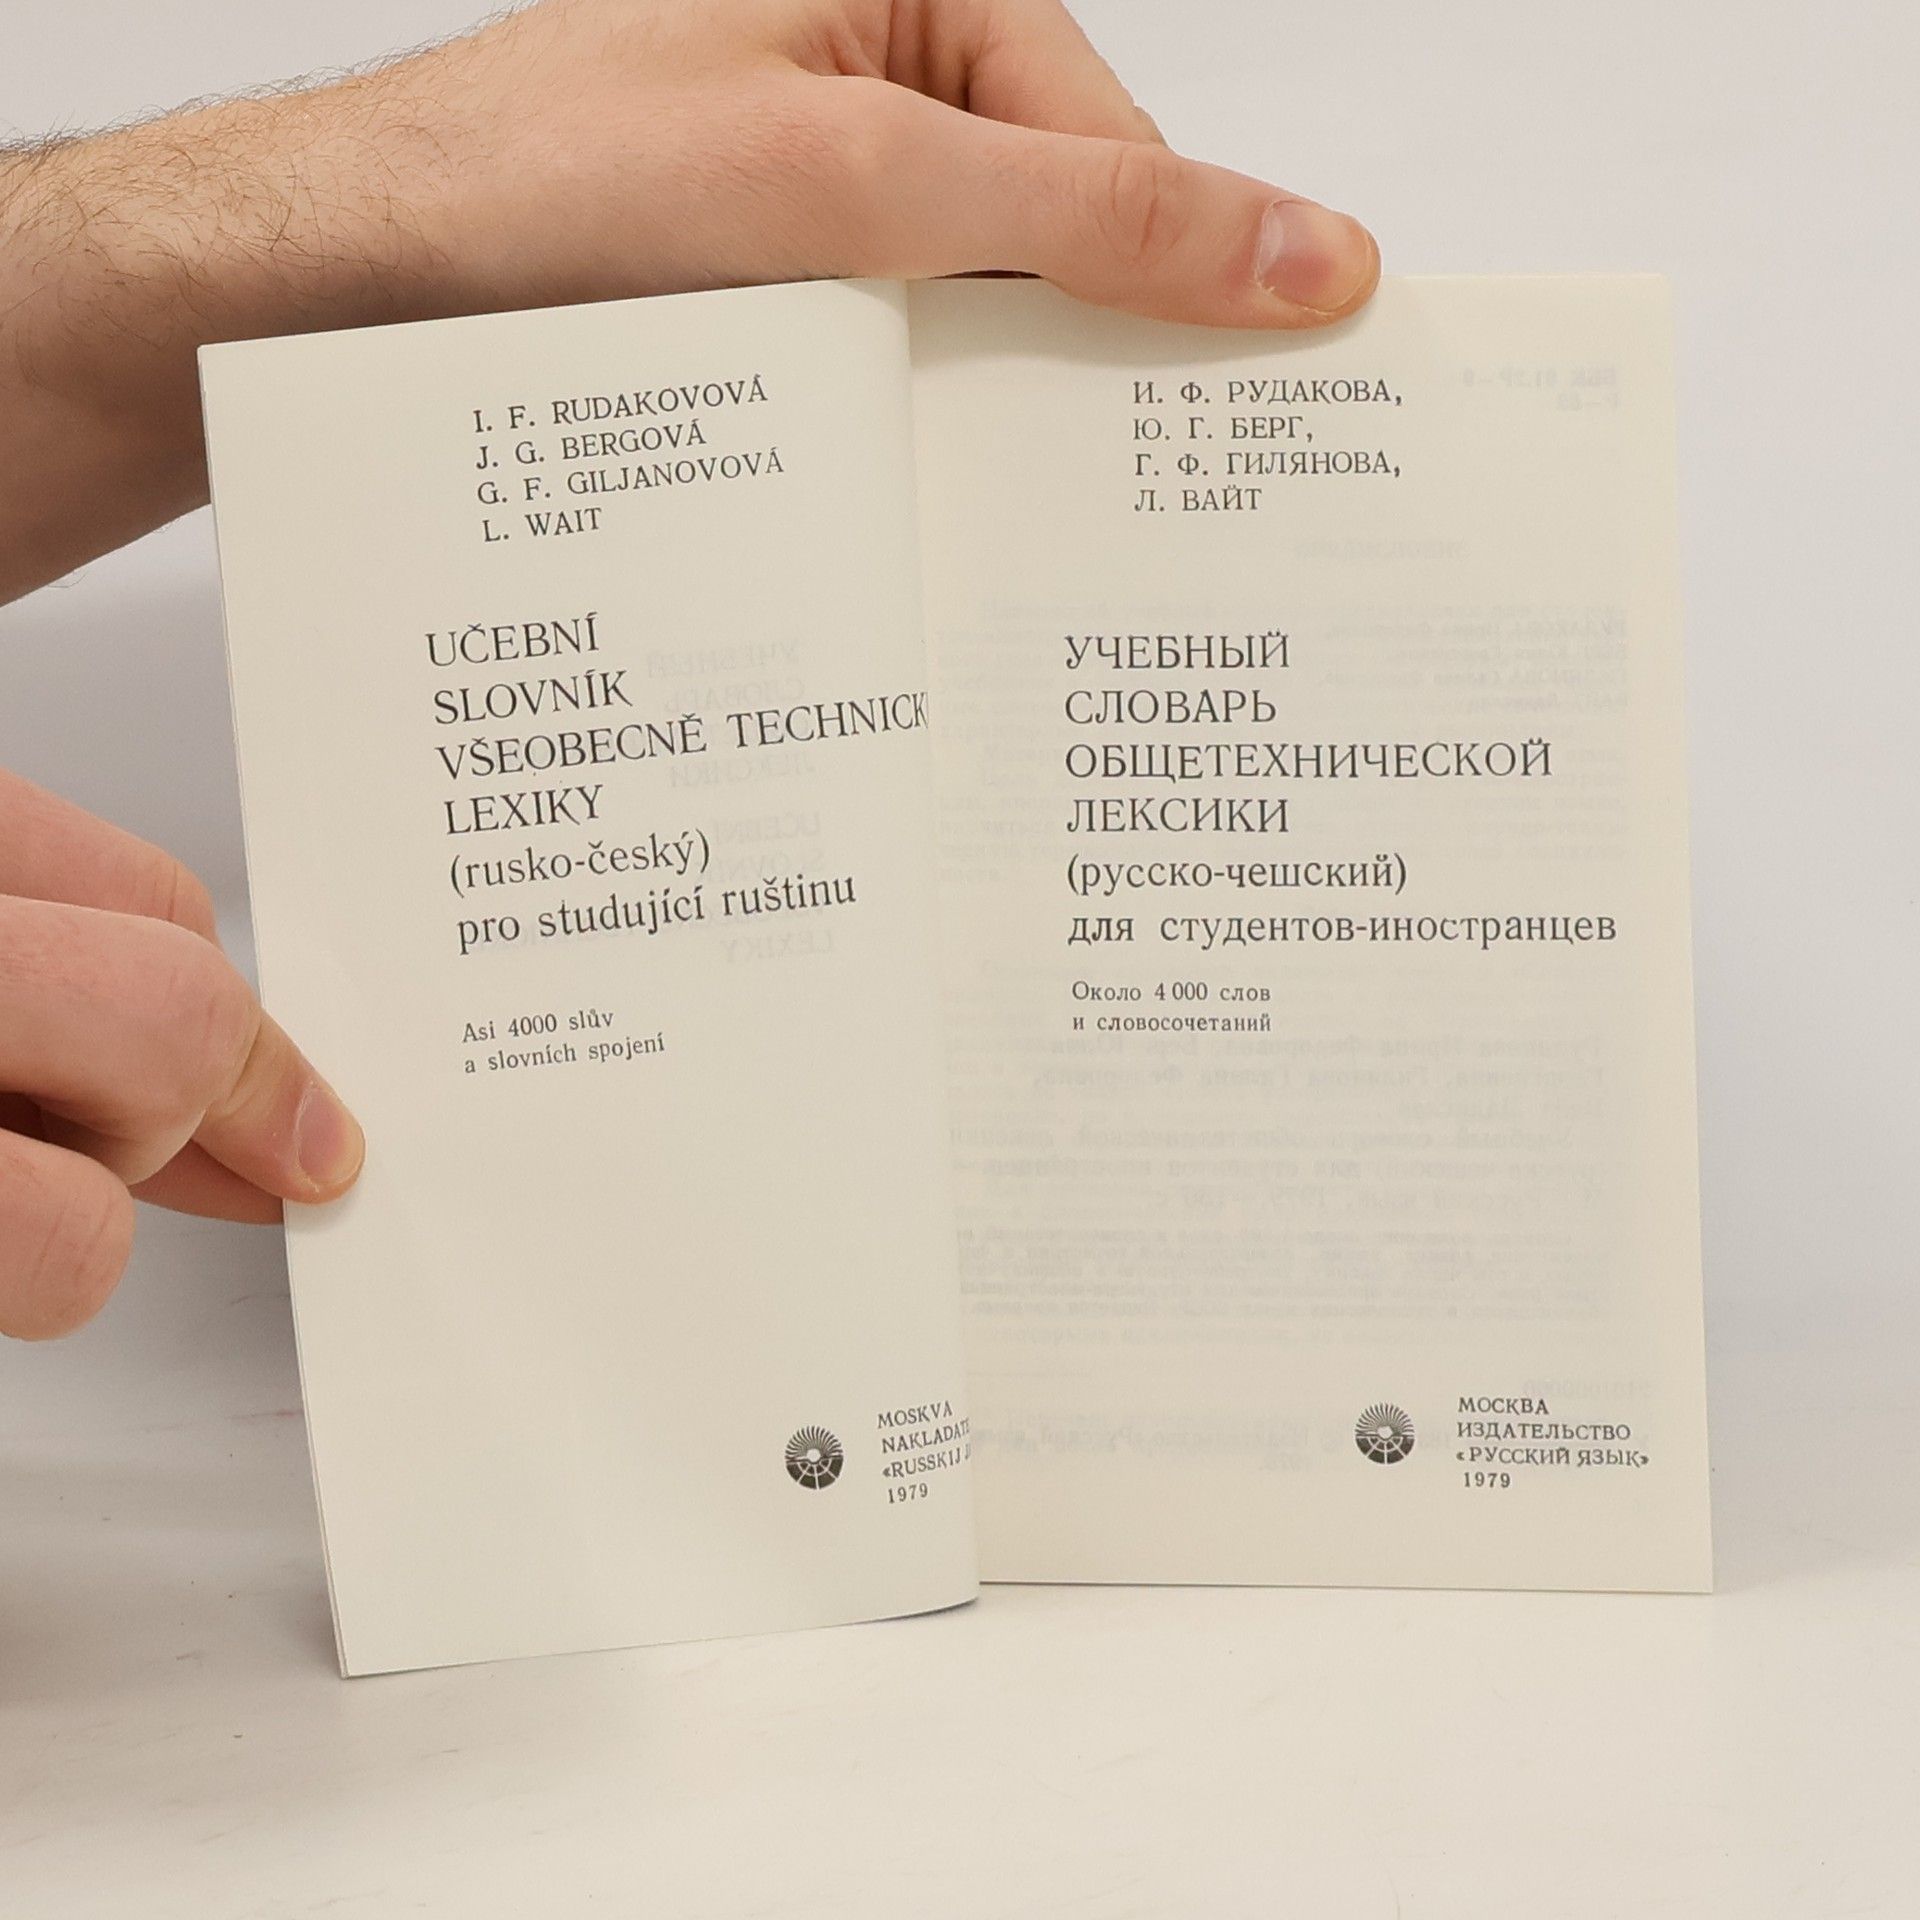 I. F. RUDAKOVOVÁ
J. G. BERGOVÁ
G. F. GILJANOVOVÁ
L. WAIT
UČEBNÍ
SLOVNÍK
VŠEOBECNĚ TECHNICK
LEXIKY
(rusko-český)
pro studující ruštinu
Asi 4000 slův
a slovních spojení
MOSKVA
NAKLADATE
«RUSSKIJ J
1979
И. Ф. РУДАКОВА,
Ю. Г. БЕРГ,
Г. Ф. ГИЛЯНОВА,
Л. ВАЙТ
УЧЕБНЫЙ
СЛОВАРЬ
ОБЩЕТЕХНИЧЕСКОЙ
ЛЕКСИКИ
(русско-чешский)
для студентов-иностранцев
Около 4 000 слов
и словосочетаний
МОСКВА
ИЗДАТЕЛЬСТВО
«РУССКИЙ ЯЗЫК»
1979